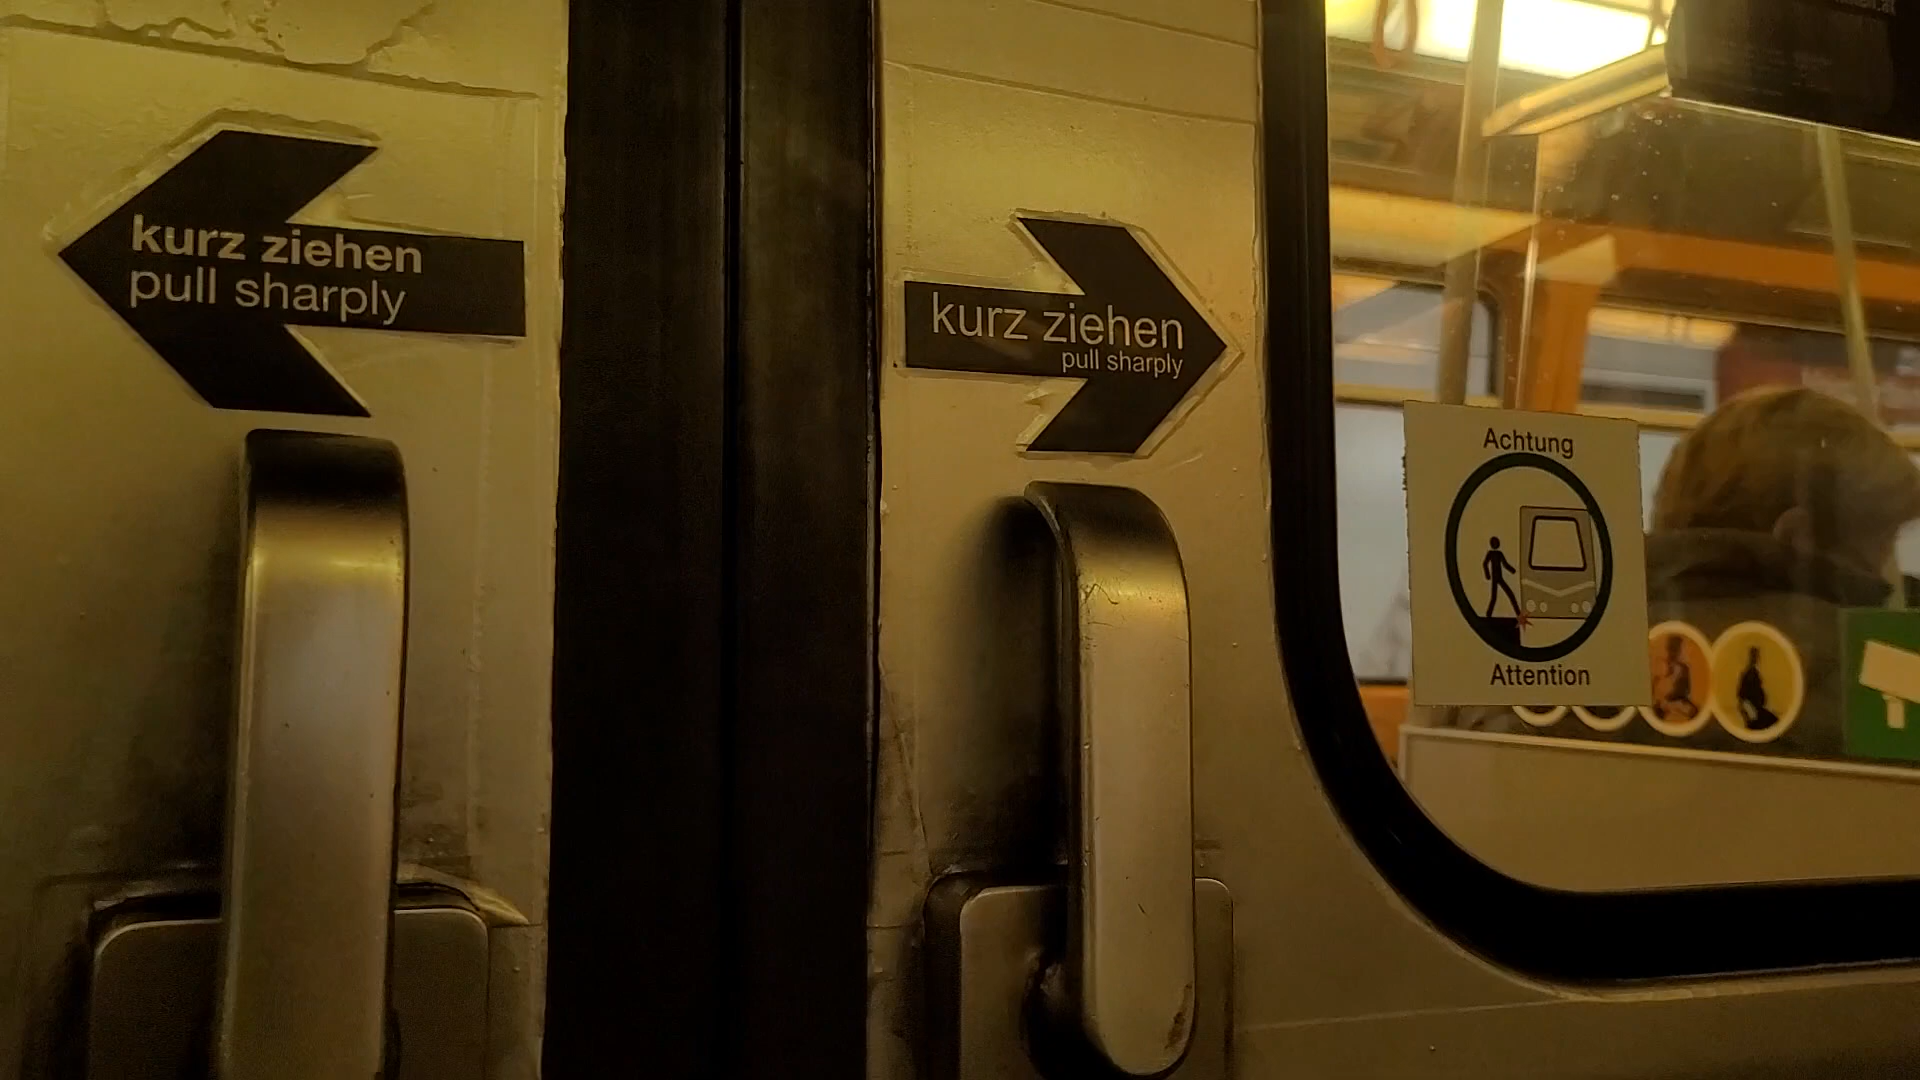 kurz ziehen
pull sharply
kurz ziehen
pull sharply
Achtung
Attention